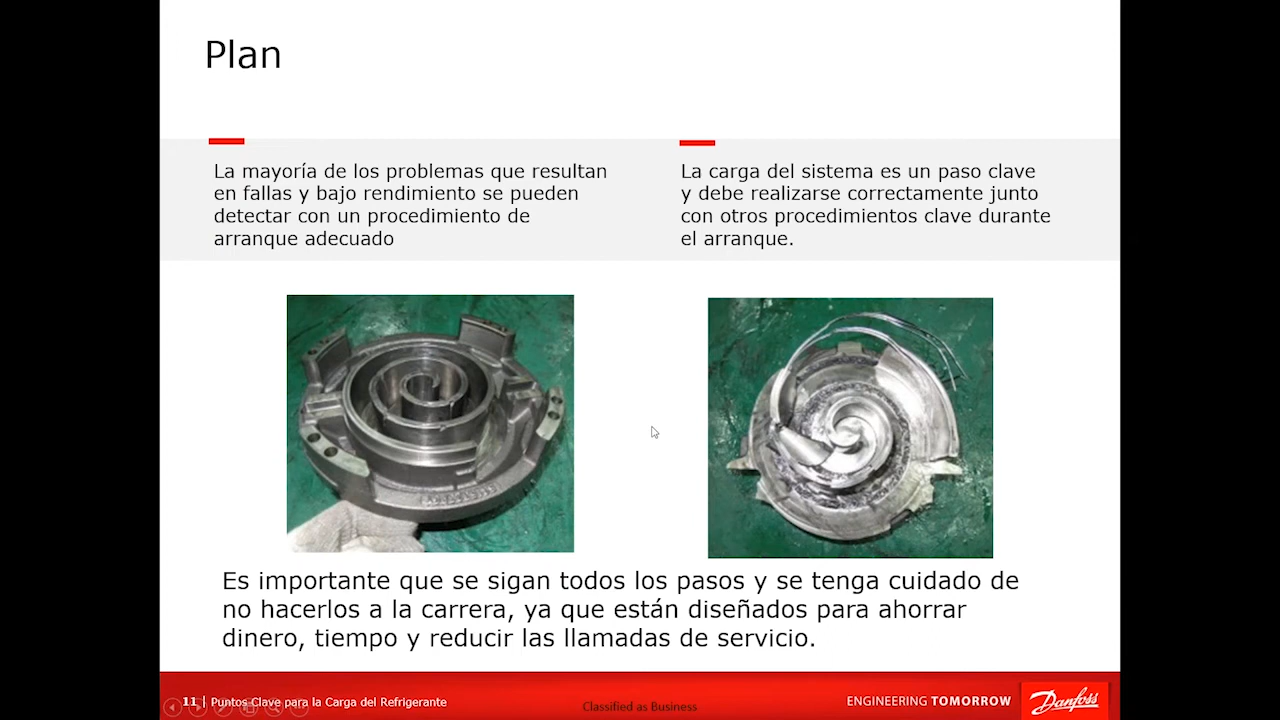 Plan
La mayoría de los problemas que resultan
en fallas y bajo rendimiento se pueden
detectar con un procedimiento de
arranque adecuado
La carga del sistema es un paso clave
y debe realizarse correctamente junto
con otros procedimientos clave durante
el arranque.
Es importante que se sigan todos los pasos y se tenga cuidado de
no hacerlos a la carrera, ya que están diseñados para ahorrar
dinero, tiempo y reducir las llamadas de servicio.
11 | Puntos Clave para la Carga del Refrigerante
Classified as Business
ENGINEERING TOMORROW
Danfoss